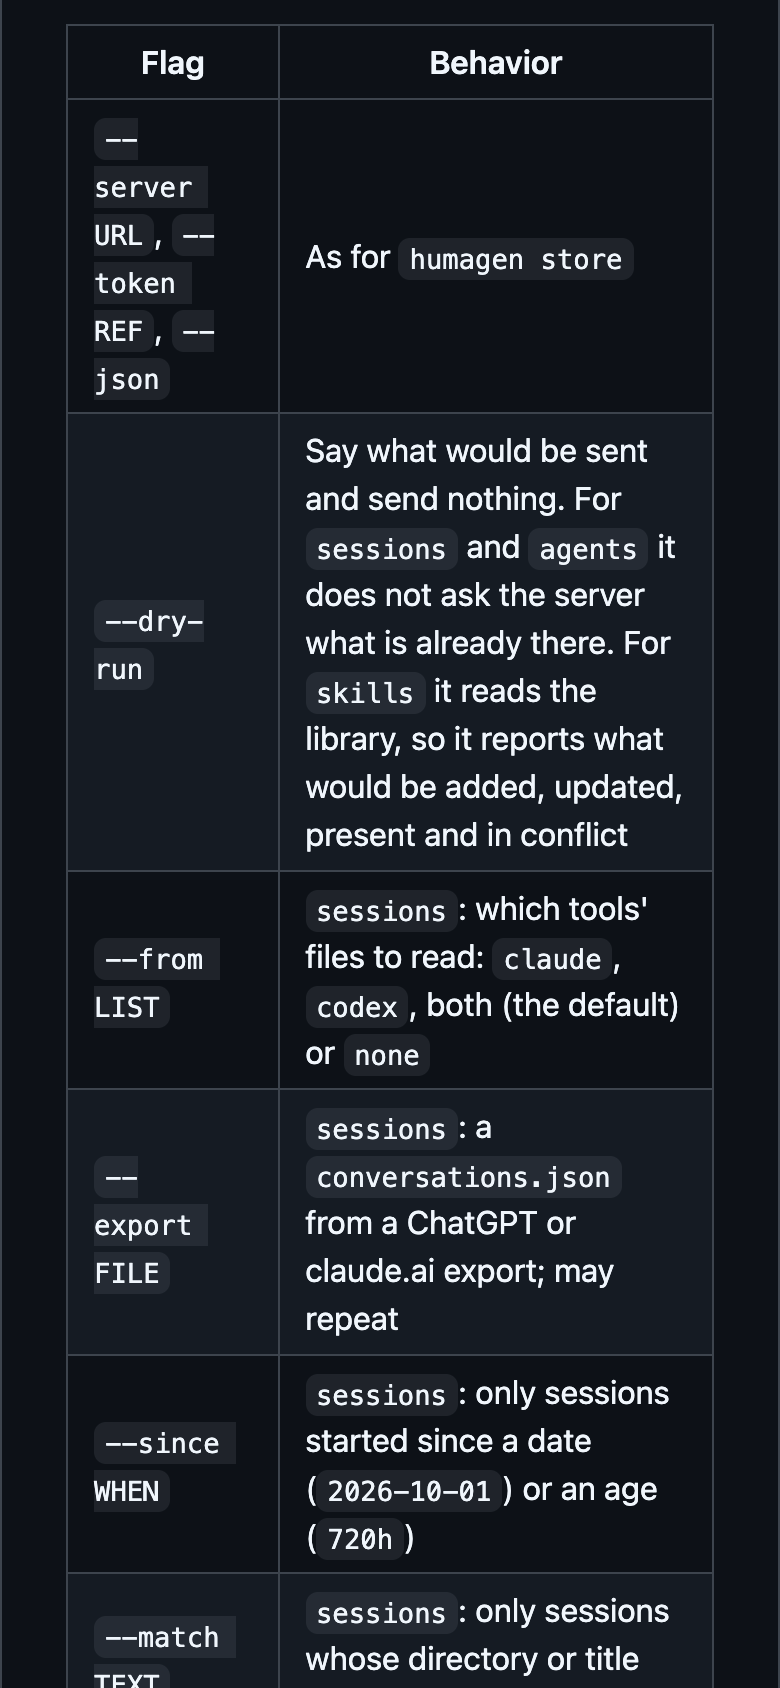 Flag
Behavior
--
server
URL, --
token
REF, --
json
As for humagen store
--dry-
run
Say what would be sent
and send nothing. For
sessions and agents it
does not ask the server
what is already there. For
skills it reads the
library, so it reports what
would be added, updated,
present and in conflict
--from
LIST
sessions: which tools'
files to read: claude,
codex, both (the default)
or none
--
export
FILE
sessions: a
conversations.json
from a ChatGPT or
claude.ai export; may
repeat
--since
WHEN
sessions: only sessions
started since a date
(2026-10-01) or an age
(720h)
--match
TEXT
sessions: only sessions
whose directory or title